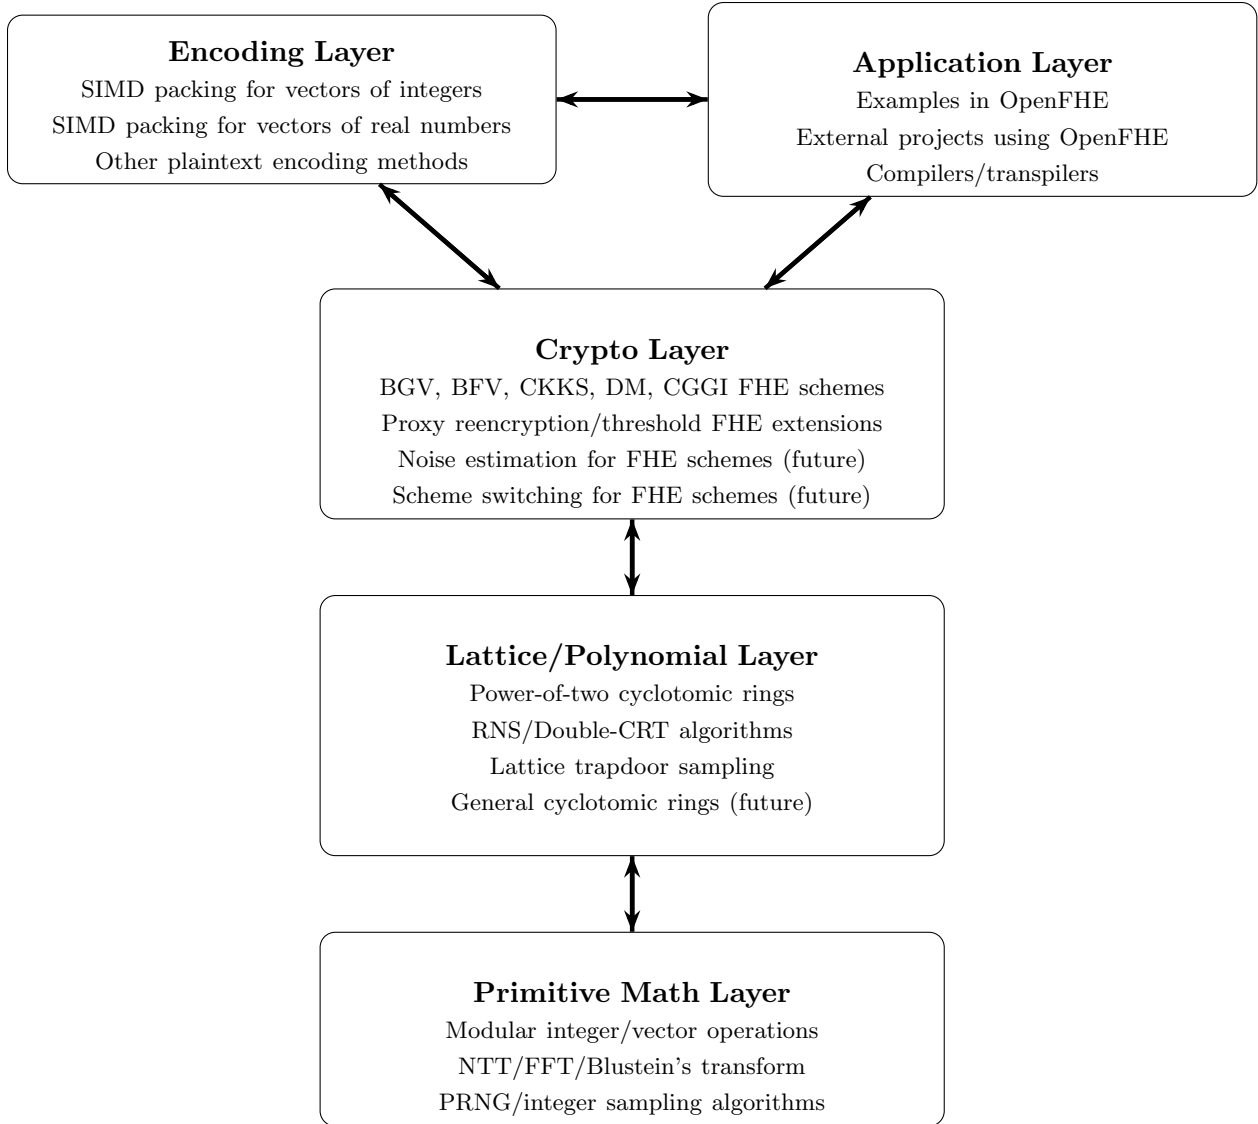 Encoding Layer
SIMD packing for vectors of integers
SIMD packing for vectors of real numbers
Other plaintext encoding methods
Application Layer
Examples in OpenFHE
External projects using OpenFHE
Compilers/transpilers
Crypto Layer
BGV, BFV, CKKS, DM, CGGI FHE schemes
Proxy reencryption/threshold FHE extensions
Noise estimation for FHE schemes (future)
Scheme switching for FHE schemes (future)
Lattice/Polynomial Layer
Power-of-two cyclotomic rings
RNS/Double-CRT algorithms
Lattice trapdoor sampling
General cyclotomic rings (future)
Primitive Math Layer
Modular integer/vector operations
NTT/FFT/Blustein's transform
PRNG/integer sampling algorithms